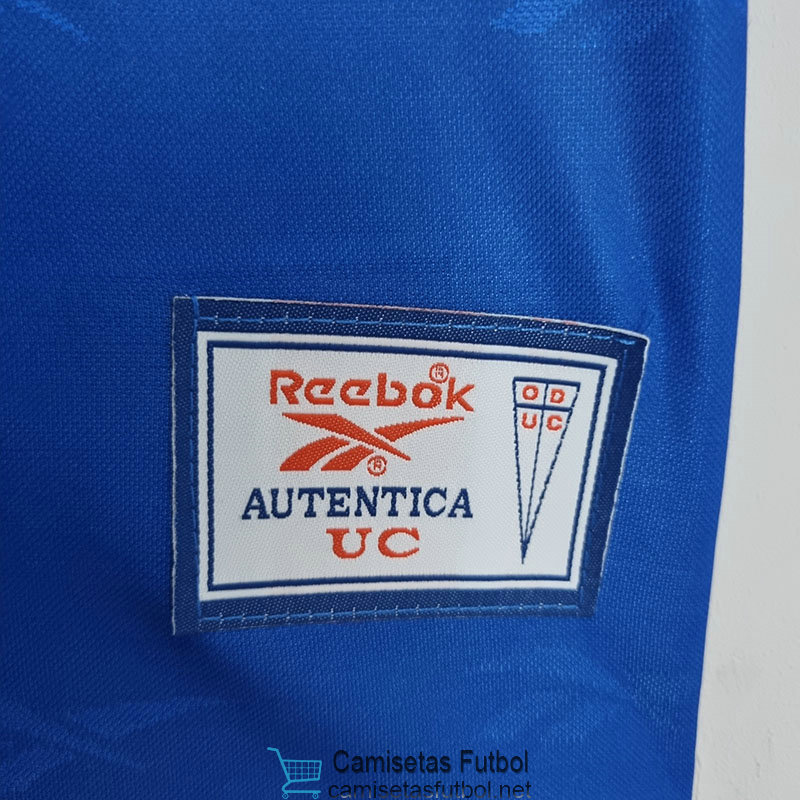 Reebok®
®
AUTENTICA
UC
O D
U C
Camisetas Futbol
camisetasfutbol.net